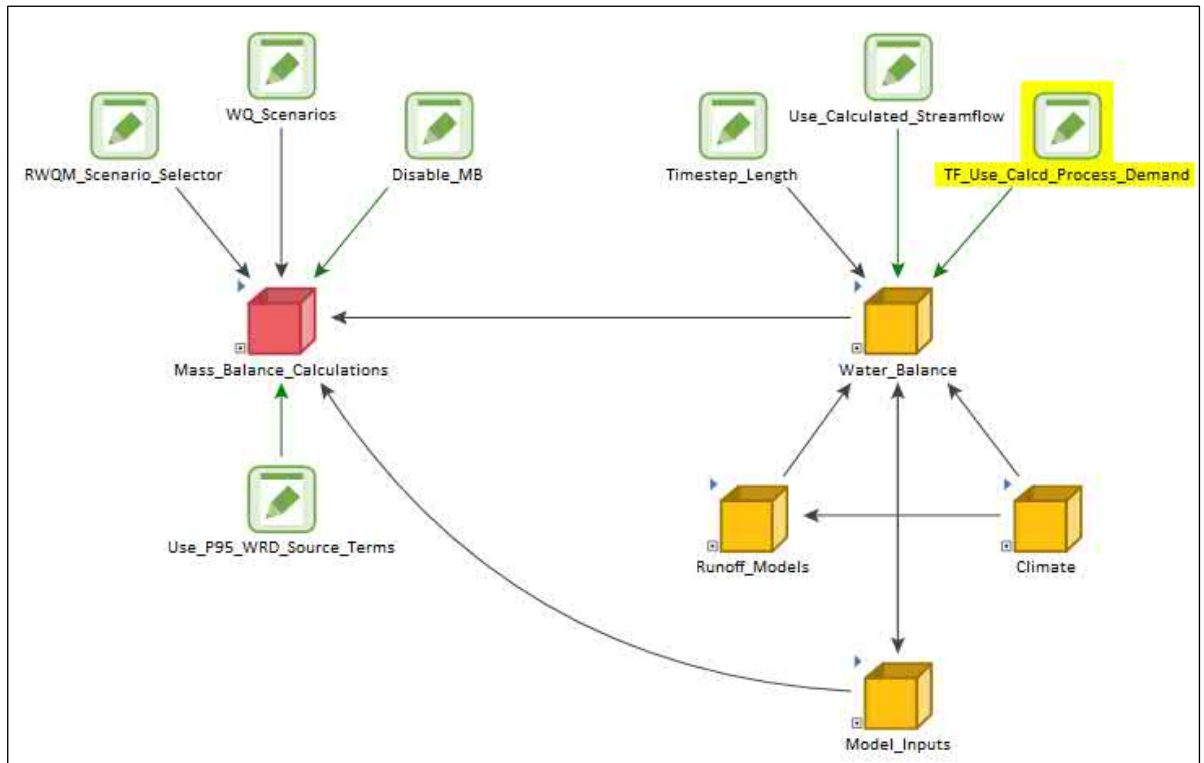 WQ_Scenarios
Use_Calculated_Streamflow
RWQM_Scenario_Selector
Disable_MB
Timestep_Length
TF_Use_Calcd_Process_Demand
Mass_Balance_Calculations
Water_Balance
Use_P95_WRD_Source_Terms
Runoff_Models
Climate
Model_Inputs